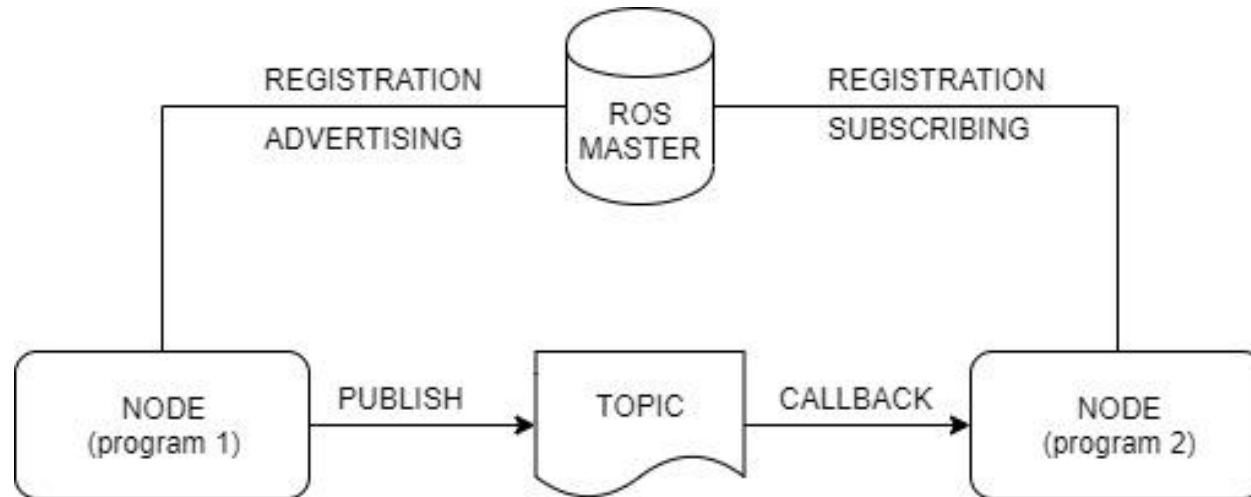 REGISTRATION
ADVERTISING
ROS
MASTER
REGISTRATION
SUBSCRIBING
NODE
(program 1)
PUBLISH
TOPIC
CALLBACK
NODE
(program 2)